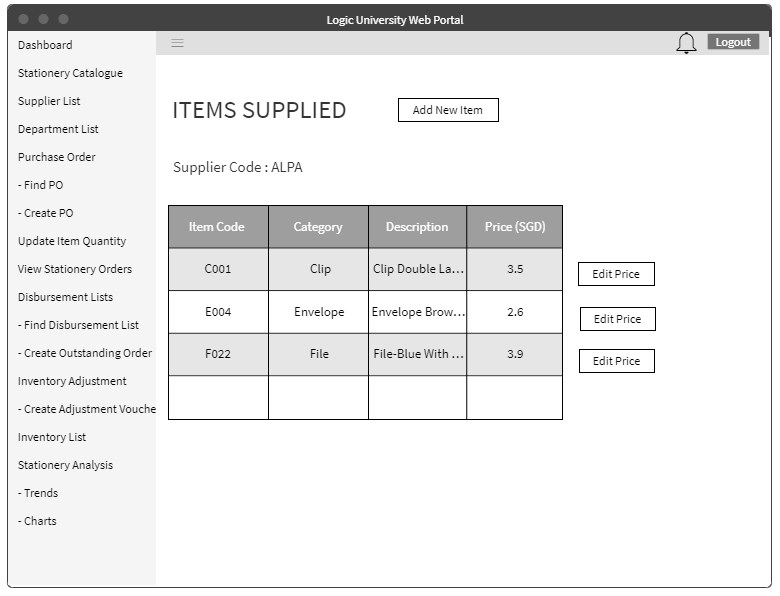 Logic University Web Portal
Logout
Dashboard
Stationery Catalogue
Supplier List
Department List
Purchase Order
- Find PO
- Create PO
Update Item Quantity
View Stationery Orders
Disbursement Lists
- Find Disbursement List
- Create Outstanding Order
Inventory Adjustment
- Create Adjustment Vouche
Inventory List
Stationery Analysis
- Trends
- Charts
ITEMS SUPPLIED
Add New Item
Supplier Code : ALPA
Item Code Category Description Price (SGD)
C001 Clip Clip Double La... 3.5 Edit Price
E004 Envelope Envelope Brow... 2.6 Edit Price
F022 File File-Blue With ... 3.9 Edit Price